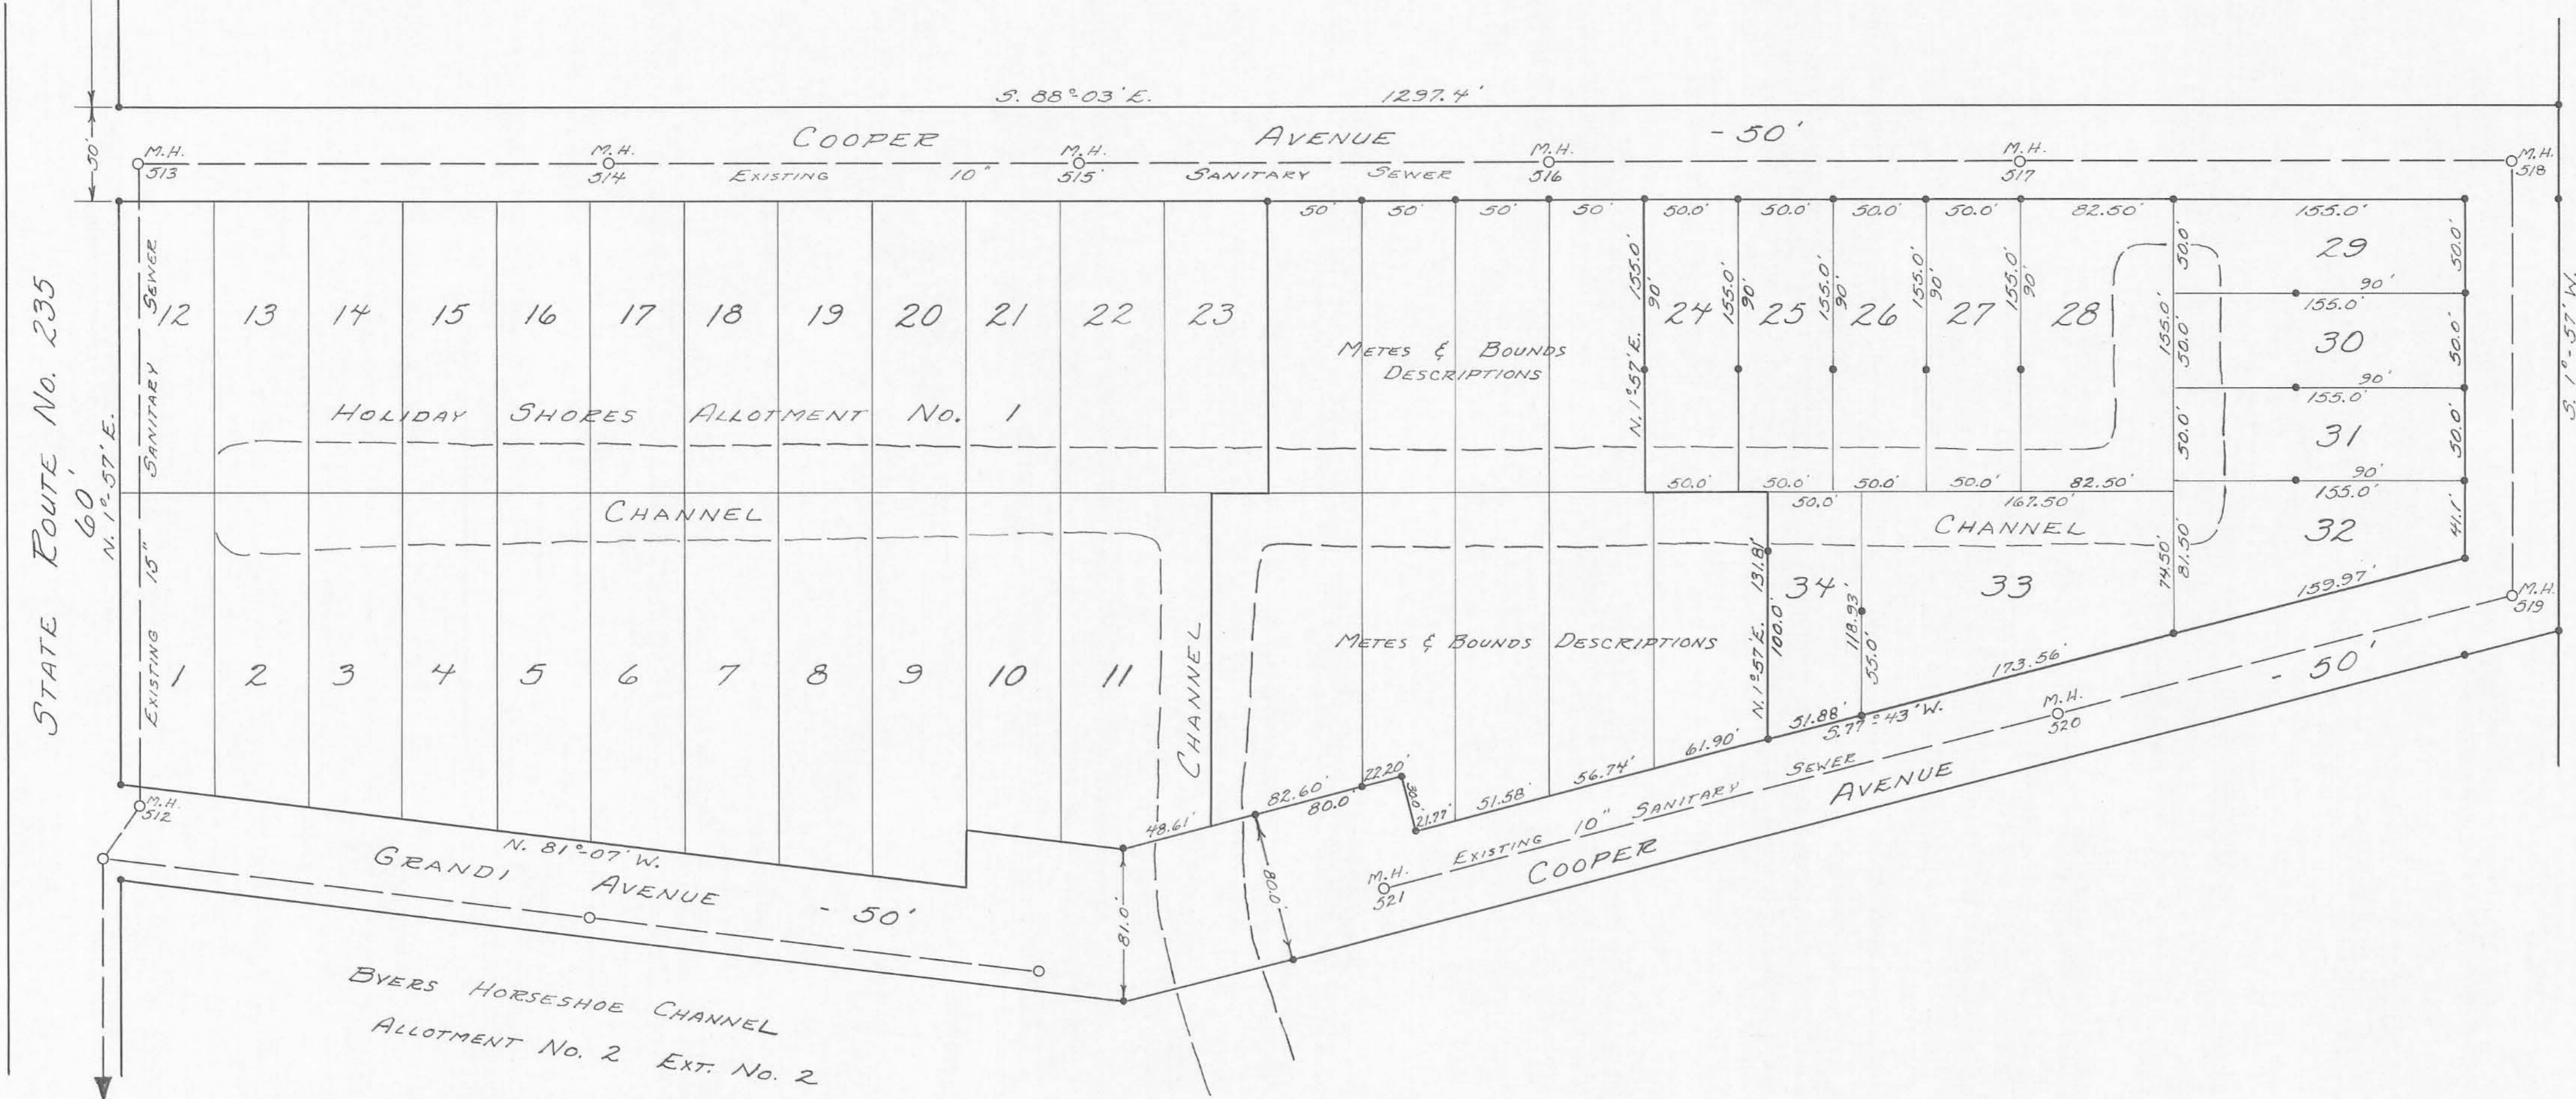 S. 88°-03' E. 1297.4'
50'
COOPER AVENUE - 50'
M.H. 513
M.H. 514
M.H. 515
M.H. 516
M.H. 517
M.H. 518
EXISTING 10" SANITARY SEWER
50' 50' 50' 50' 50.0' 50.0' 50.0' 50.0' 82.50' 155.0'
STATE ROUTE No. 235
60'
N. 1°-57' E.
EXISTING 15" SANITARY SEWER
12 13 14 15 16 17 18 19 20 21 22 23
METES & BOUNDS
DESCRIPTIONS
N. 1°-57' E. 155.0'
90'
24
155.0'
90'
25
155.0'
90'
26
155.0'
90'
27
155.0'
90'
28
155.0'
50.0'
50.0'
50.0'
29
50.0'
90'
155.0'
30
50.0'
90'
155.0'
31
50.0'
90'
155.0'
32
41.1'
S. 1°-57' W.
HOLIDAY SHORES ALLOTMENT No. 1
50.0' 50.0' 50.0' 50.0' 82.50'
50.0' 167.50'
CHANNEL
CHANNEL
CHANNEL
74.50'
81.50'
N. 1°57' E. 131.81'
100.0'
34
118.93'
55.0'
33
159.97'
M.H. 519
1 2 3 4 5 6 7 8 9 10 11
METES & BOUNDS DESCRIPTIONS
173.56'
51.88'
S. 77°-43' W.
61.90'
56.74'
51.58'
21.77'
30.0'
22.20'
82.60'
80.0'
48.61'
M.H. 520
- 50'
M.H. 512
N. 81°-07' W.
GRANDI AVENUE - 50'
81.0'
80.0'
M.H. 521
EXISTING 10" SANITARY SEWER
COOPER AVENUE
BYERS HORSESHOE CHANNEL
ALLOTMENT No. 2 EXT. No. 2